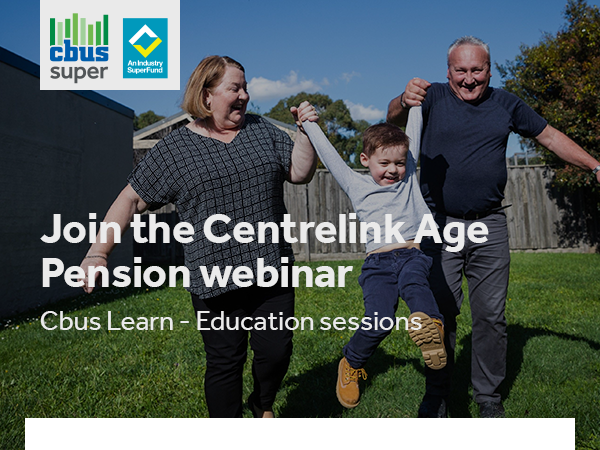 cbus
super
An Industry
SuperFund
Join the Centrelink Age
Pension webinar
Cbus Learn - Education sessions